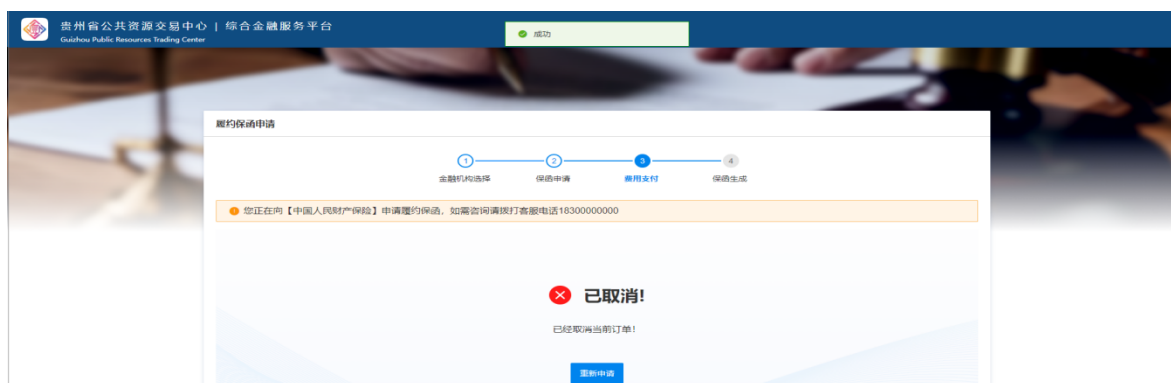 贵州省公共资源交易中心 | 综合金融服务平台
Guizhou Public Resources Trading Center
成功
履约保函申请
1 2 3 4
金融机构选择 保函申请 费用支付 保函生成
您正在向【中国人民财产保险】申请履约保函，如需咨询请拨打客服电话18300000000
已取消!
已经取消当前订单!
重新申请